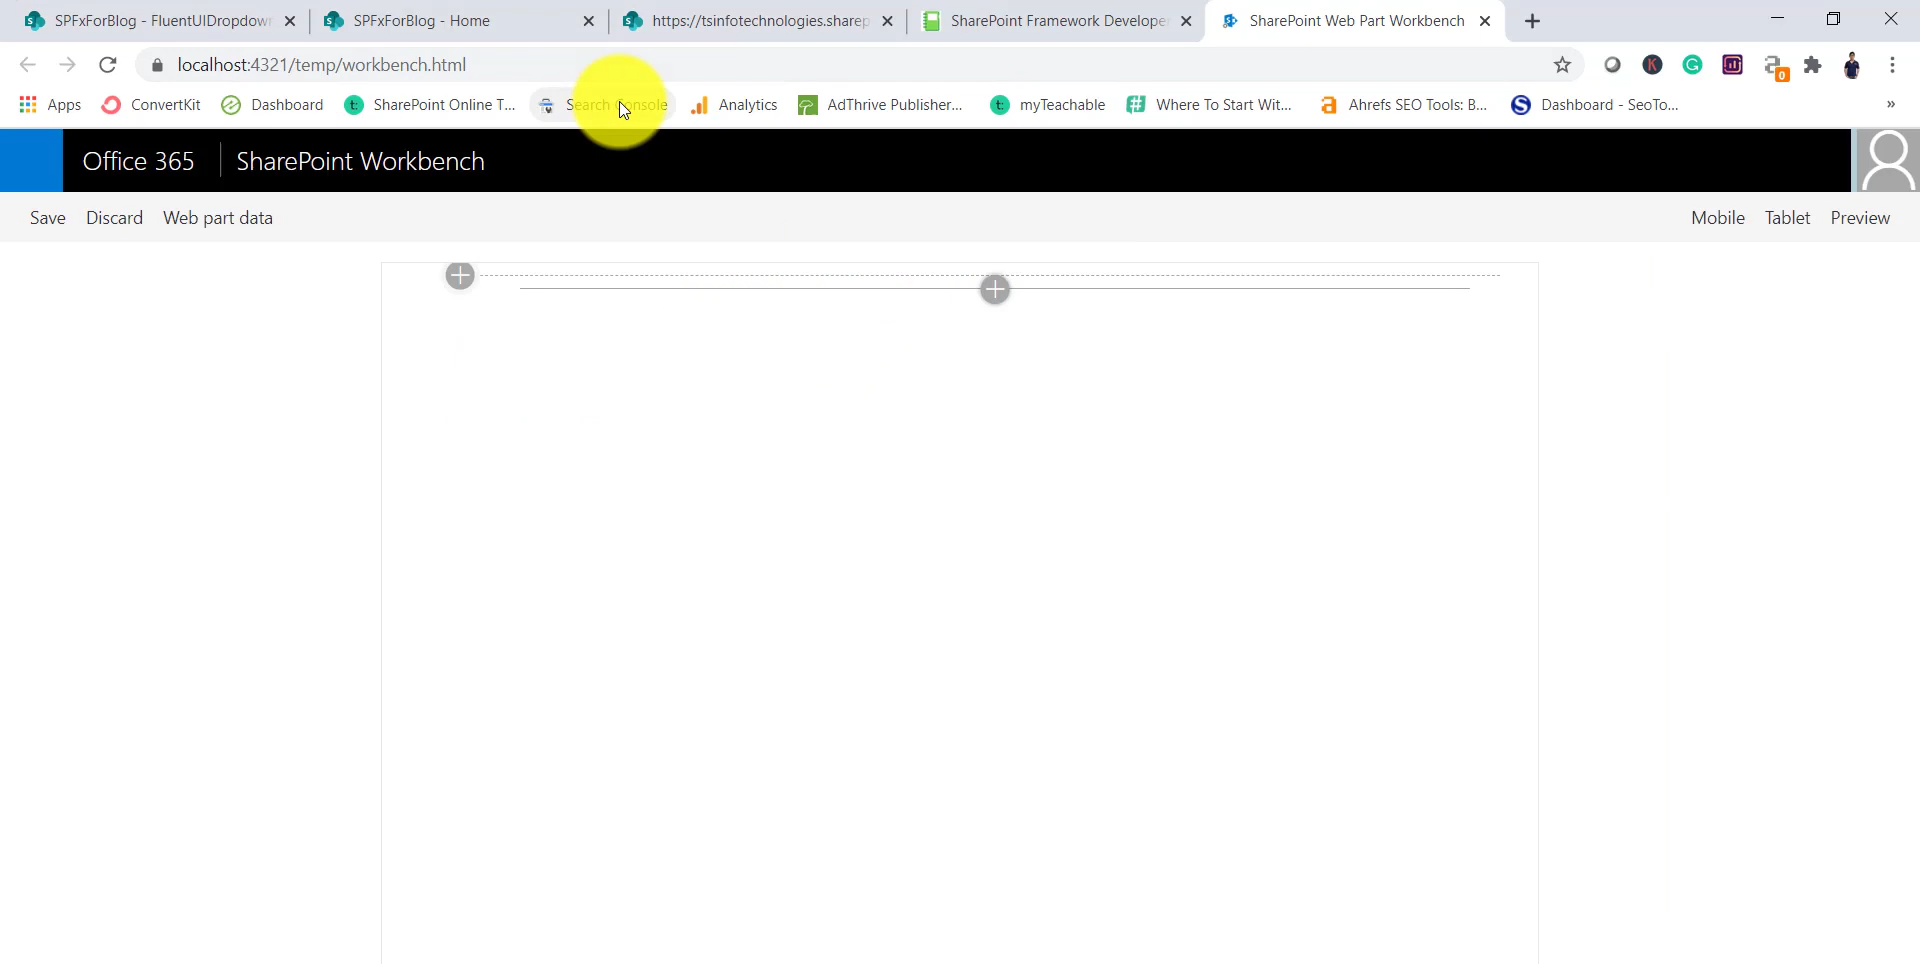 SPFxForBlog - FluentUIDropdown
SPFxForBlog - Home
https://tsinfotechnologies.sharep
SharePoint Framework Develope
SharePoint Web Part Workbench
localhost:4321/temp/workbench.html
K
G
0
Apps
ConvertKit
Dashboard
t: SharePoint Online T...
Search Console
Analytics
AdThrive Publisher...
t: myTeachable
Where To Start Wit...
a Ahrefs SEO Tools: B...
S Dashboard - SeoTo...
»
Office 365
SharePoint Workbench
Save Discard Web part data
Mobile Tablet Preview